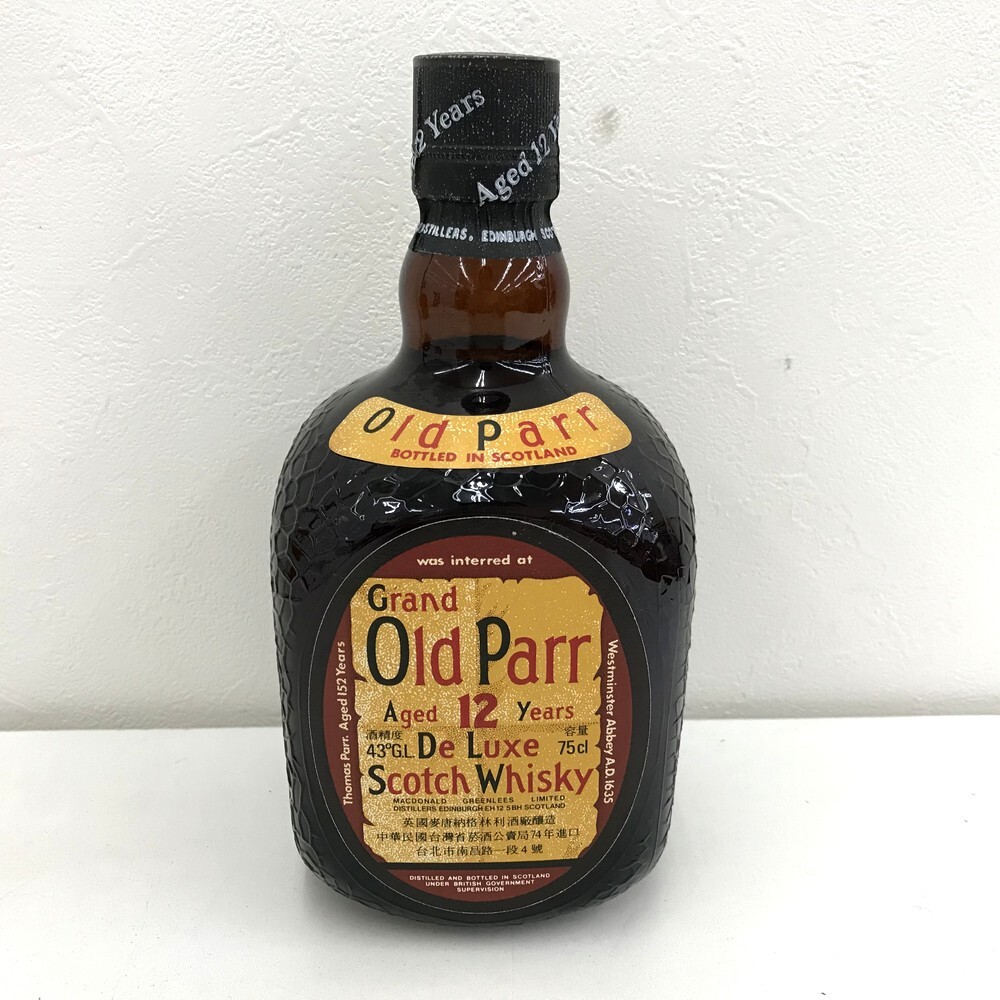 2 Years
Aged 12 Y
DISTILLERS. EDINBURGH SCOT
Old Parr
BOTTLED IN SCOTLAND
was interred at
Thomas Parr. Aged 152 Years
Westminster Abbey A.D. 1635
Grand
Old Parr
Aged 12 Years
酒精度 容量
43ºG.L. De Luxe 75cl
Scotch Whisky
MACDONALD GREENLEES LIMITED
DISTILLERS EDINBURGH EH12 5BH SCOTLAND
英國麥唐納格林利酒廠釀造
中華民國台灣省菸酒公賣局74年進口
台北市南昌路一段4號
DISTILLED AND BOTTLED IN SCOTLAND
UNDER BRITISH GOVERNMENT
SUPERVISION